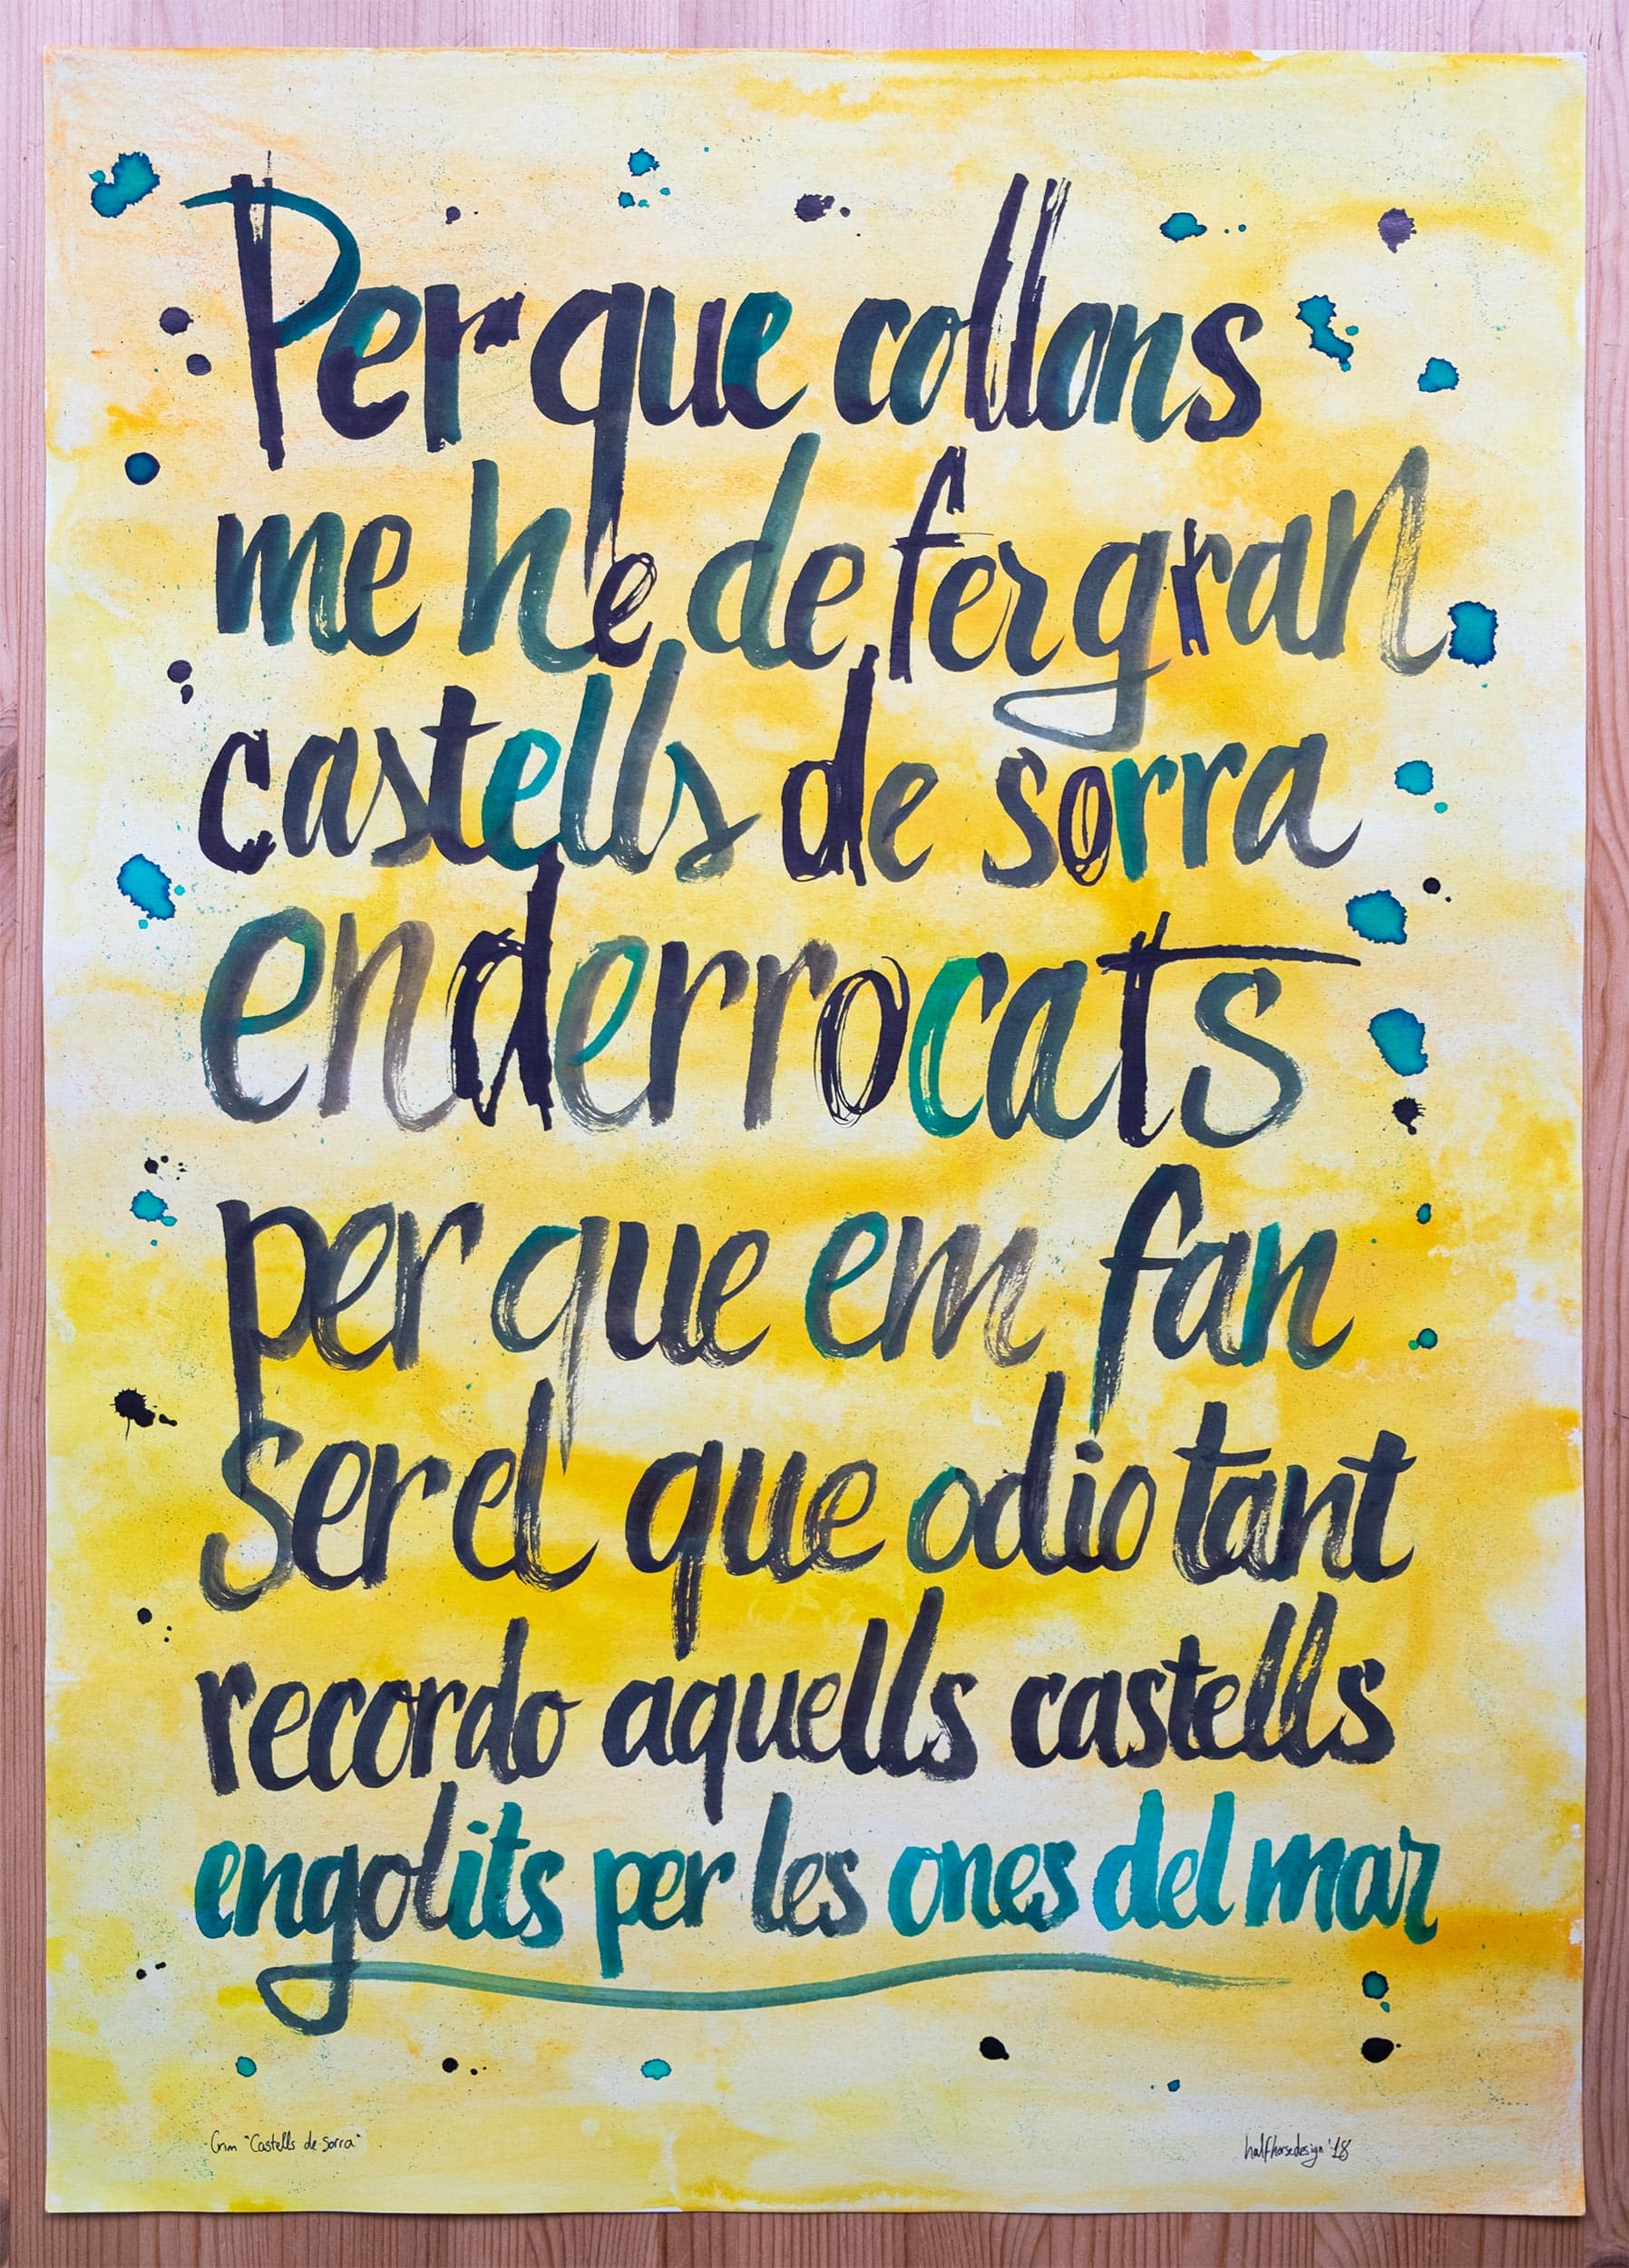 Per que collons
me he de fer gran
castells de sorra
enderrocats
per que em fan
ser el que odio tant
recordo aquells castells
engolits per les ones del mar
"Castells de sorra"
halfhorsedesign '18